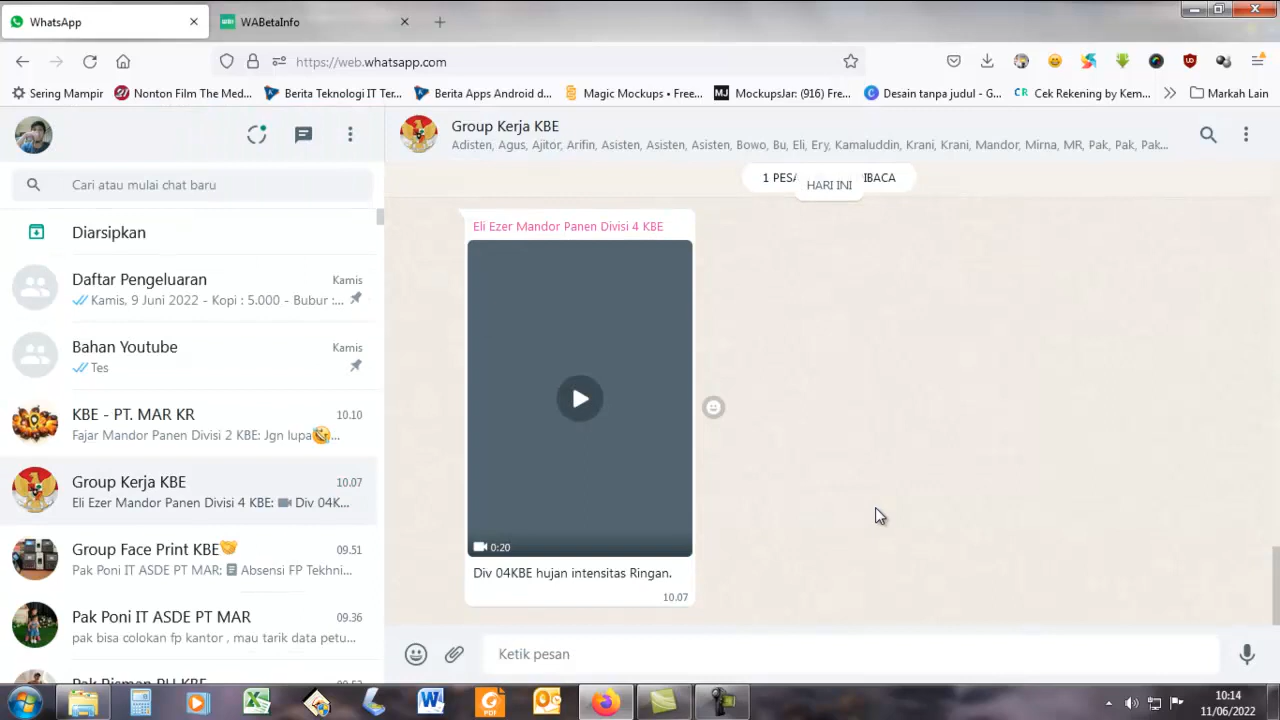 WhatsApp
WABetaInfo
https://web.whatsapp.com
Sering Mampir
Nonton Film The Med...
Berita Teknologi IT Ter...
Berita Apps Android d...
Magic Mockups • Free...
MockupsJar: (916) Fre...
Desain tanpa judul - G...
Cek Rekening by Kem...
Markah Lain
Group Kerja KBE
Adisten, Agus, Ajitor, Arifin, Asisten, Asisten, Asisten, Bowo, Bu, Eli, Ery, Kamaluddin, Krani, Krani, Mandor, Mirna, MR, Pak, Pak, Pak...
Cari atau mulai chat baru
Diarsipkan
Daftar Pengeluaran
Kamis
Kamis, 9 Juni 2022 - Kopi : 5.000 - Bubur :...
Bahan Youtube
Kamis
Tes
KBE - PT. MAR KR
10.10
Fajar Mandor Panen Divisi 2 KBE: Jgn lupa🤣...
Group Kerja KBE
10.07
Eli Ezer Mandor Panen Divisi 4 KBE: Div 04K...
Group Face Print KBE🤝
09.51
Pak Poni IT ASDE PT MAR: Absensi FP Tekhni...
Pak Poni IT ASDE PT MAR
09.36
pak bisa colokan fp kantor , mau tarik data petu...
1 PESA
IBACA
HARI INI
Eli Ezer Mandor Panen Divisi 4 KBE
0:20
Div 04KBE hujan intensitas Ringan.
10.07
Ketik pesan
10:14
11/06/2022